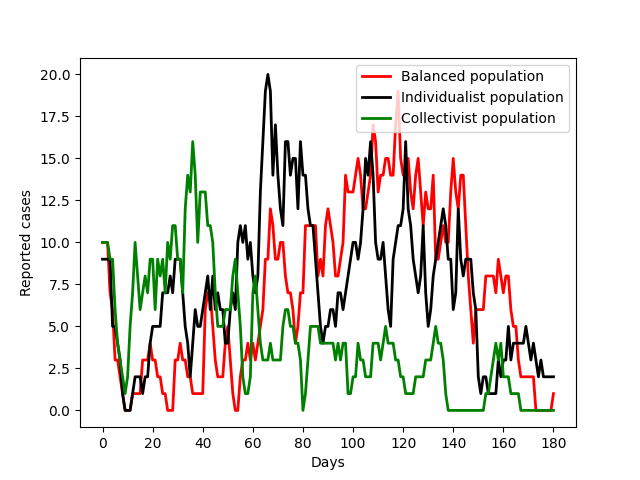 Balanced population
Individualist population
Collectivist population
Reported cases
20.0
17.5
15.0
12.5
10.0
7.5
5.0
2.5
0.0
0 20 40 60 80 100 120 140 160 180
Days